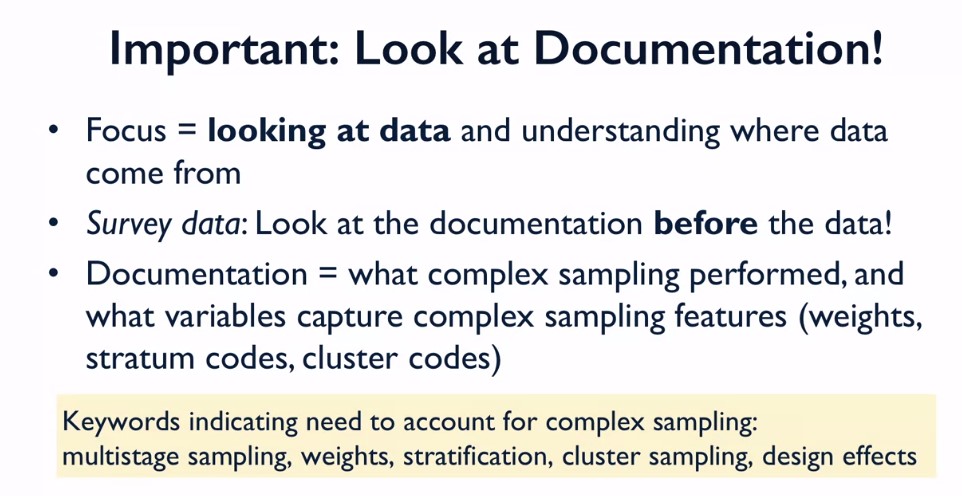 Important: Look at Documentation!
• Focus = looking at data and understanding where data
come from
• Survey data: Look at the documentation before the data!
• Documentation = what complex sampling performed, and
what variables capture complex sampling features (weights,
stratum codes, cluster codes)
Keywords indicating need to account for complex sampling:
multistage sampling, weights, stratification, cluster sampling, design effects